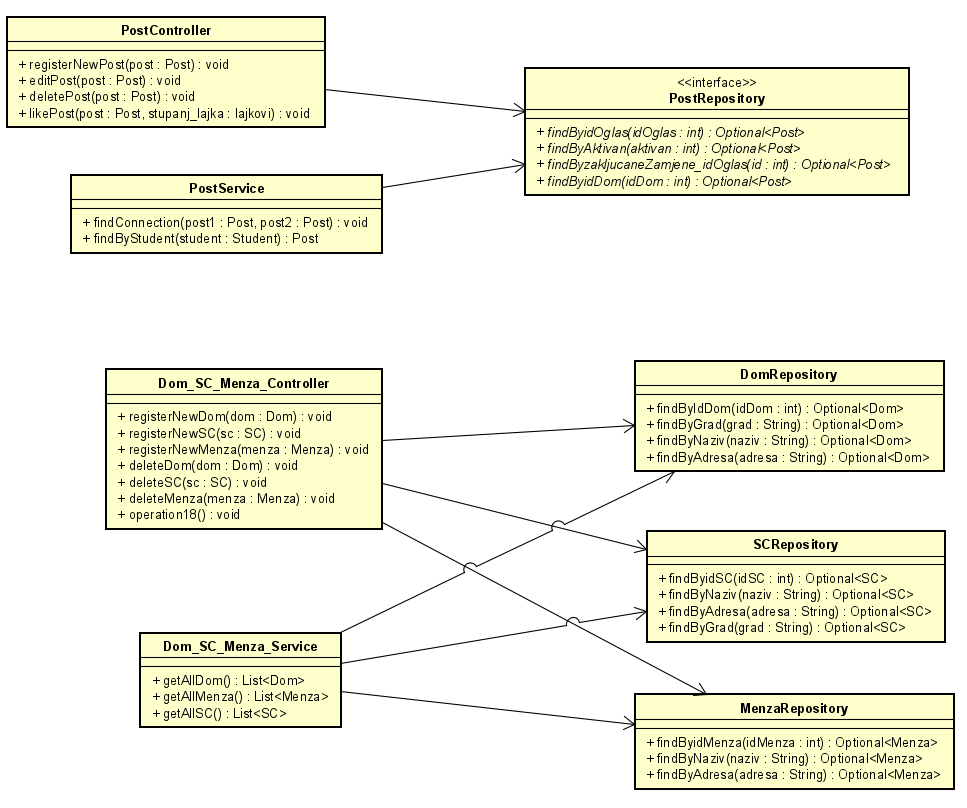 PostController
+ registerNewPost(post : Post) : void
+ editPost(post : Post) : void
+ deletePost(post : Post) : void
+ likePost(post : Post, stupanj_lajka : lajkovi) : void
<<interface>>
PostRepository
+ findByidOglas(idOglas : int) : Optional<Post>
+ findByAktivan(aktivan : int) : Optional<Post>
+ findByzakljucaneZamjene_idOglas(id : int) : Optional<Post>
+ findByidDom(idDom : int) : Optional<Post>
PostService
+ findConnection(post1 : Post, post2 : Post) : void
+ findByStudent(student : Student) : Post
Dom_SC_Menza_Controller
+ registerNewDom(dom : Dom) : void
+ registerNewSC(sc : SC) : void
+ registerNewMenza(menza : Menza) : void
+ deleteDom(dom : Dom) : void
+ deleteSC(sc : SC) : void
+ deleteMenza(menza : Menza) : void
+ operation18() : void
DomRepository
+ findByIdDom(idDom : int) : Optional<Dom>
+ findByGrad(grad : String) : Optional<Dom>
+ findByNaziv(naziv : String) : Optional<Dom>
+ findByAdresa(adresa : String) : Optional<Dom>
SCRepository
+ findByidSC(idSC : int) : Optional<SC>
+ findByNaziv(naziv : String) : Optional<SC>
+ findByAdresa(adresa : String) : Optional<SC>
+ findByGrad(grad : String) : Optional<SC>
Dom_SC_Menza_Service
+ getAllDom() : List<Dom>
+ getAllMenza() : List<Menza>
+ getAllSC() : List<SC>
MenzaRepository
+ findByidMenza(idMenza : int) : Optional<Menza>
+ findByNaziv(naziv : String) : Optional<Menza>
+ findByAdresa(adresa : String) : Optional<Menza>